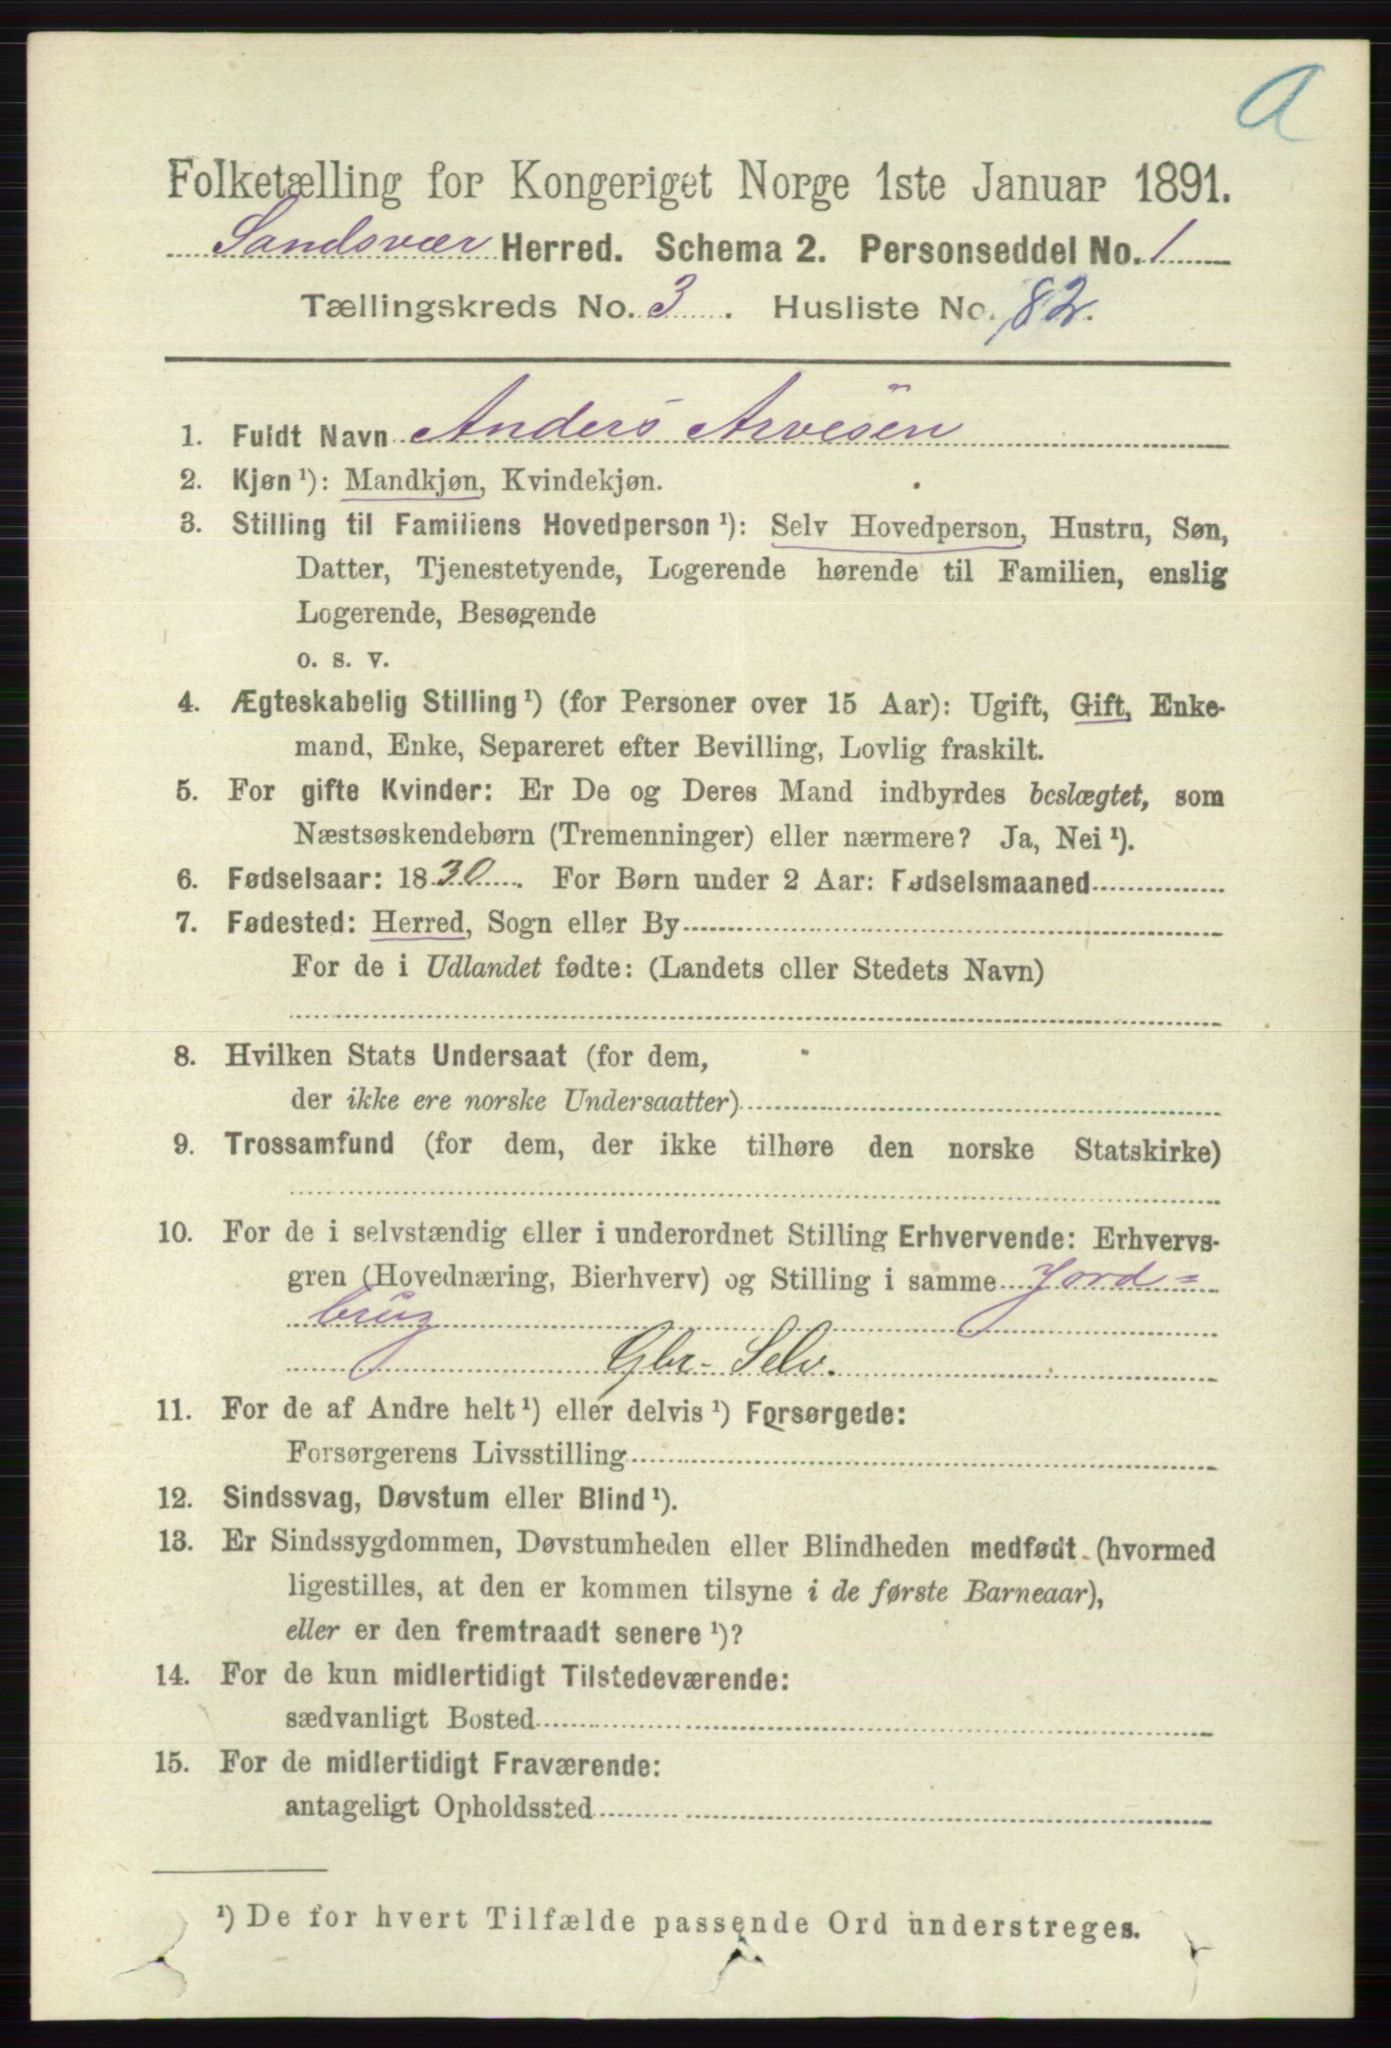 a
Folketælling for Kongeriget Norge 1ste Januar 1891.
Sandsvær Herred. Schema 2. Personseddel No. 1
Tællingskreds No. 3. Husliste No. 82.
1. Fuldt Navn Anders Arvesen
2. Kjøn ¹): Mandkjøn, Kvindekjøn.
3. Stilling til Familiens Hovedperson ¹): Selv Hovedperson, Hustru, Søn,
Datter, Tjenestetyende, Logerende hørende til Familien, enslig
Logerende, Besøgende
o. s. v.
4. Ægteskabelig Stilling ¹) (for Personer over 15 Aar): Ugift, Gift, Enke-
mand, Enke, Separeret efter Bevilling, Lovlig fraskilt.
5. For gifte Kvinder: Er De og Deres Mand indbyrdes beslægtet, som
Næstsøskendebørn (Tremenninger) eller nærmere? Ja, Nei ¹).
6. Fødselsaar: 1830. For Børn under 2 Aar: Fødselsmaaned
7. Fødested: Herred, Sogn eller By
For de i Udlandet fødte: (Landets eller Stedets Navn)
8. Hvilken Stats Undersaat (for dem,
der ikke ere norske Undersaatter)
9. Trossamfund (for dem, der ikke tilhøre den norske Statskirke)
10. For de i selvstændig eller i underordnet Stilling Erhvervende: Erhvervs-
gren (Hovednæring, Bierhverv) og Stilling i samme Jord=
brug
Gbr- Selv.
11. For de af Andre helt ¹) eller delvis ¹) Forsørgede:
Forsørgerens Livsstilling
12. Sindssvag, Døvstum eller Blind ¹).
13. Er Sindssygdommen, Døvstumheden eller Blindheden medfødt (hvormed
ligestilles, at den er kommen tilsyne i de første Barneaar),
eller er den fremtraadt senere ¹)?
14. For de kun midlertidigt Tilstedeværende:
sædvanligt Bosted
15. For de midlertidigt Fraværende:
antageligt Opholdssted
¹) De for hvert Tilfælde passende Ord understreges.